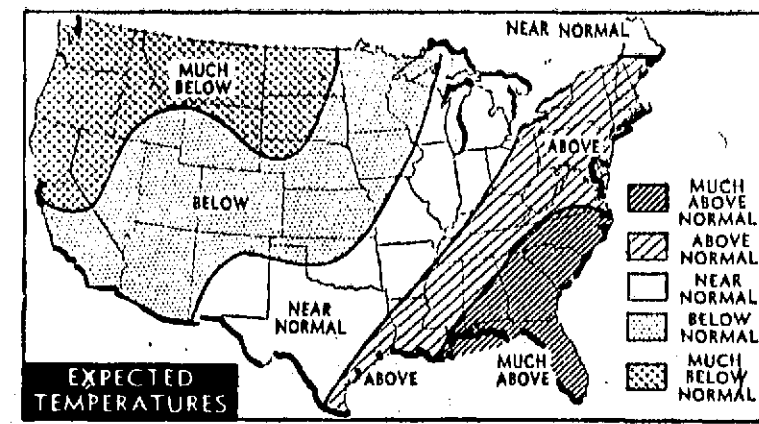 NEAR NORMAL
MUCH
BELOW
ABOVE
BELOW
NEAR
NORMAL
ABOVE
MUCH
ABOVE
MUCH
ABOVE
NORMAL
ABOVE
NORMAL
NEAR
NORMAL
BELOW
NORMAL
MUCH
BELOW
NORMAL
EXPECTED
TEMPERATURES